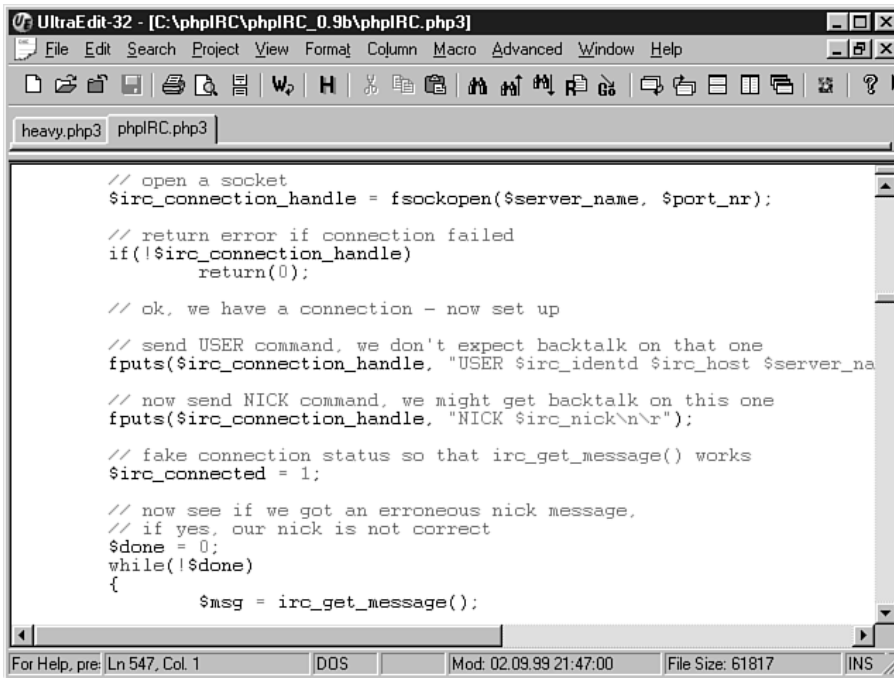 UltraEdit-32 - [C:\phpIRC\phpIRC_0.9b\phpIRC.php3]
File Edit Search Project View Format Column Macro Advanced Window Help
heavy.php3 phpIRC.php3
// open a socket
$irc_connection_handle = fsockopen($server_name, $port_nr);
// return error if connection failed
if(!$irc_connection_handle)
return(0);
// ok, we have a connection – now set up
// send USER command, we don't expect backtalk on that one
fputs($irc_connection_handle, "USER $irc_identd $irc_host $server_na
// now send NICK command, we might get backtalk on this one
fputs($irc_connection_handle, "NICK $irc_nick\n\r");
// fake connection status so that irc_get_message() works
$irc_connected = 1;
// now see if we got an erroneous nick message,
// if yes, our nick is not correct
$done = 0;
while(!$done)
{
$msg = irc_get_message();
For Help, pre: Ln 547, Col. 1 DOS Mod: 02.09.99 21:47:00 File Size: 61817 INS